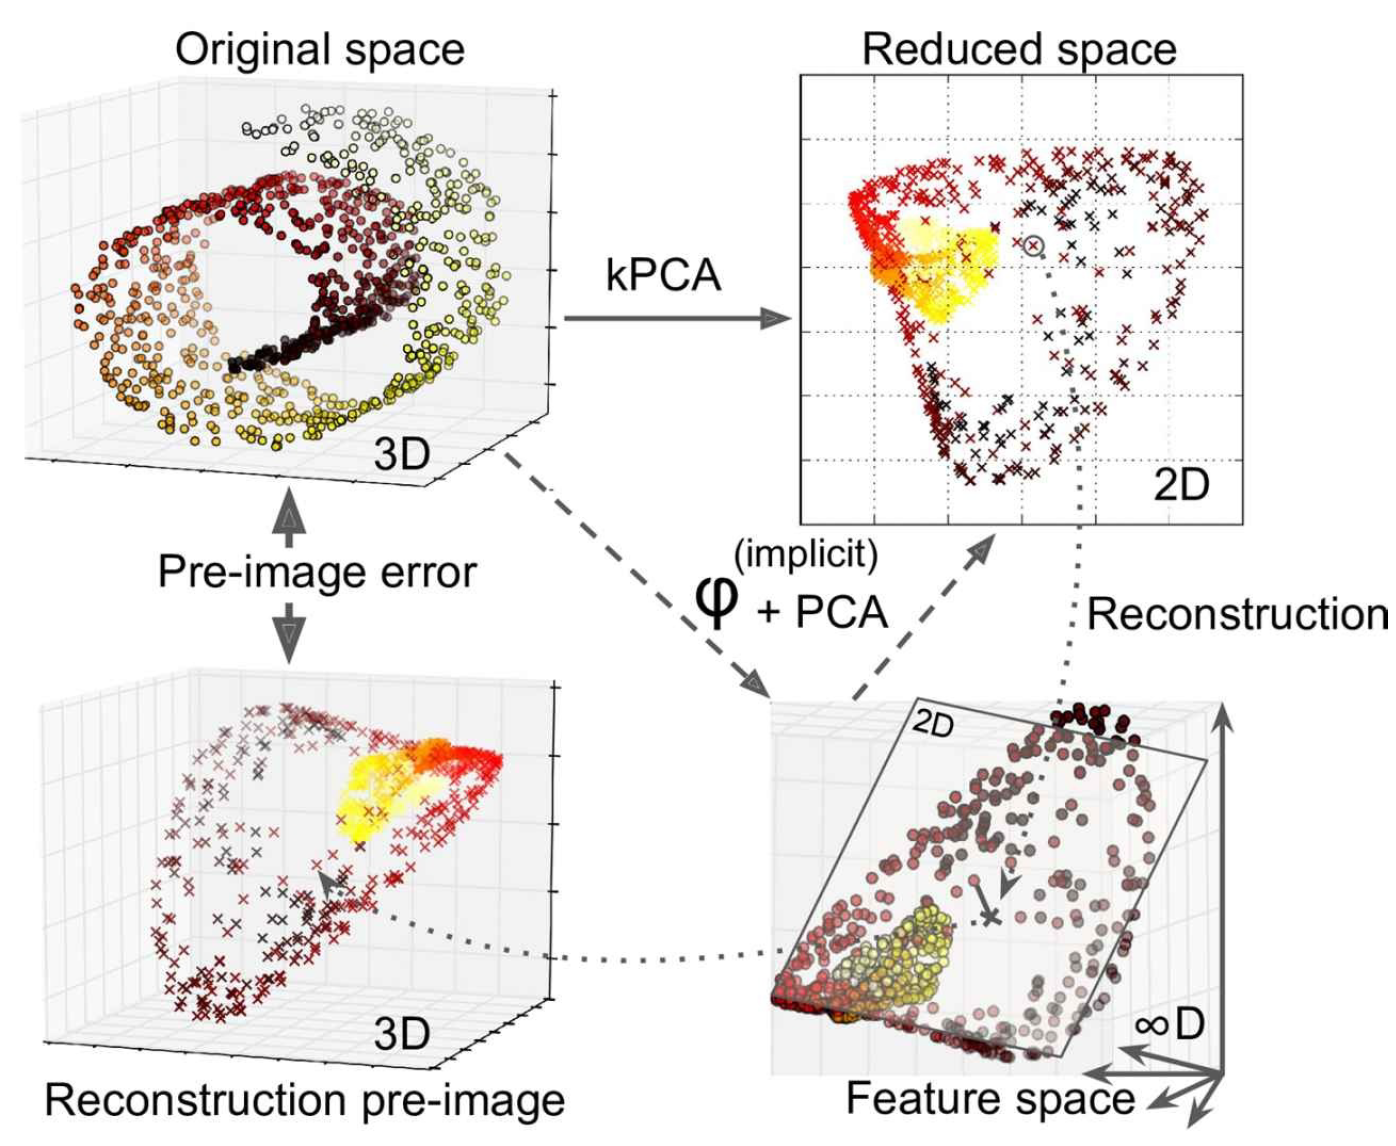 Original space
Reduced space
kPCA
3D
2D
Pre-image error
(implicit)
φ + PCA
Reconstruction
2D
3D
∞D
Reconstruction pre-image
Feature space